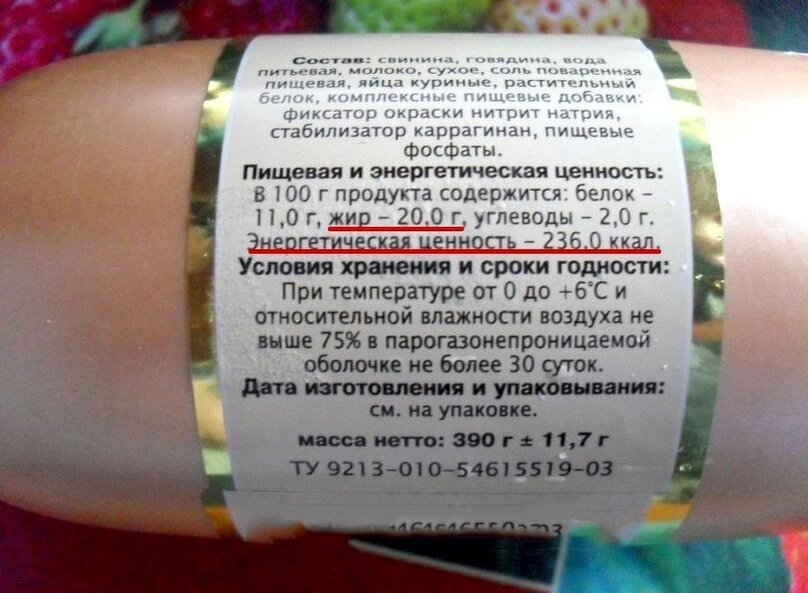 Состав: свинина, говядина, вода
питьевая, молоко, сухое, соль поваренная
пищевая, яйца куриные, растительный
белок, комплексные пищевые добавки:
фиксатор окраски нитрит натрия,
стабилизатор каррагинан, пищевые
фосфаты.
Пищевая и энергетическая ценность:
В 100 г продукта содержится: белок –
11,0 г, жир – 20,0 г, углеводы – 2,0 г.
Энергетическая ценность – 236,0 ккал.
Условия хранения и сроки годности:
При температуре от 0 до +6°С и
относительной влажности воздуха не
выше 75% в парогазонепроницаемой
оболочке не более 30 суток.
Дата изготовления и упаковывания:
см. на упаковке.
масса нетто: 390 г ± 11,7 г
ТУ 9213-010-54615519-03